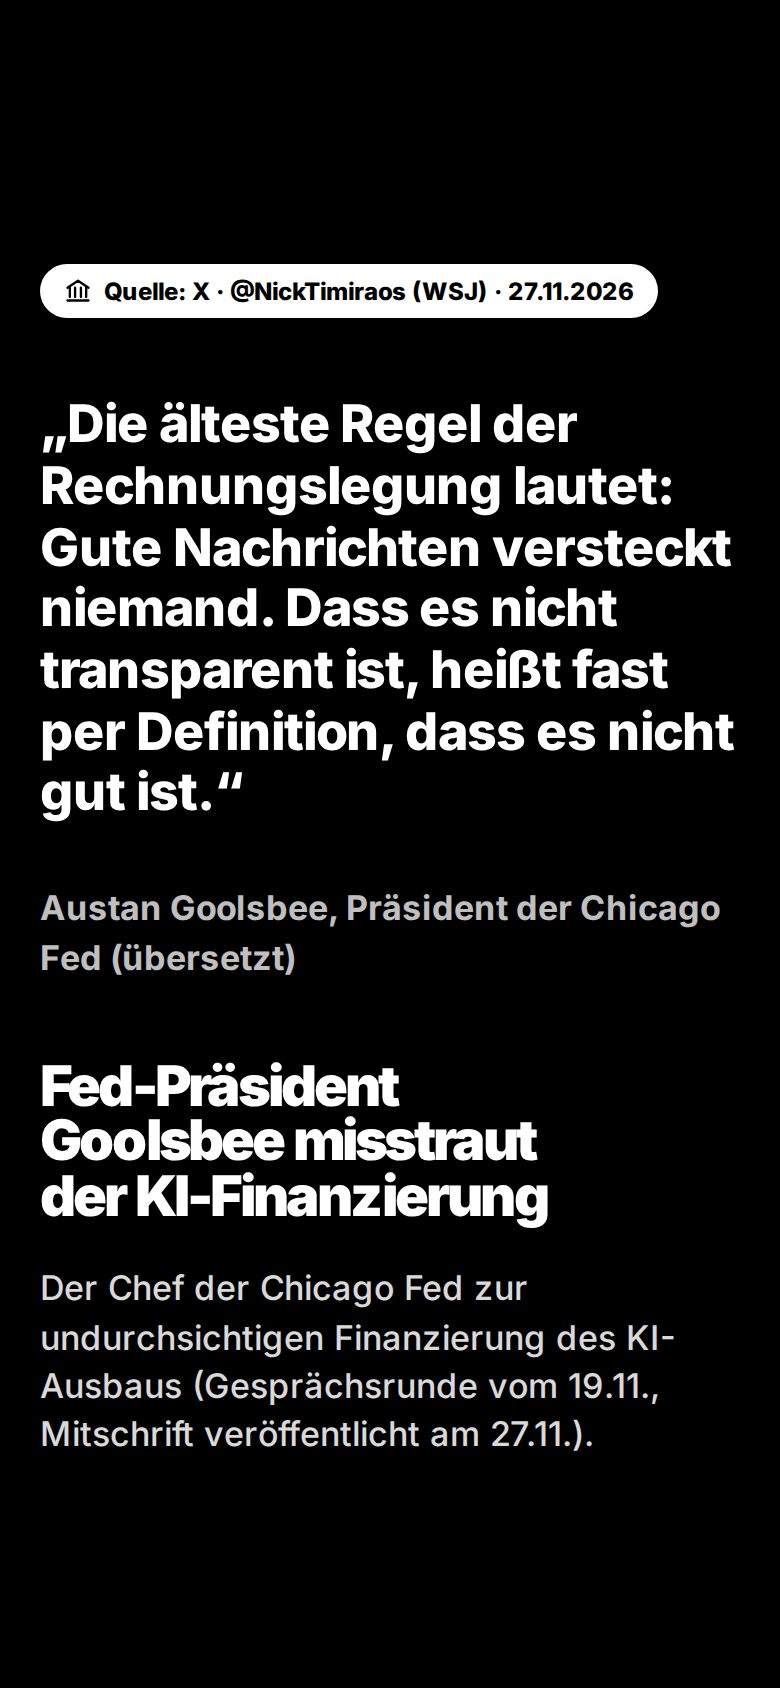 Quelle: X · @NickTimiraos (WSJ) · 27.11.2026
„Die älteste Regel der
Rechnungslegung lautet:
Gute Nachrichten versteckt
niemand. Dass es nicht
transparent ist, heißt fast
per Definition, dass es nicht
gut ist.“
Austan Goolsbee, Präsident der Chicago
Fed (übersetzt)
Fed-Präsident
Goolsbee misstraut
der KI-Finanzierung
Der Chef der Chicago Fed zur
undurchsichtigen Finanzierung des KI-
Ausbaus (Gesprächsrunde vom 19.11.,
Mitschrift veröffentlicht am 27.11.).